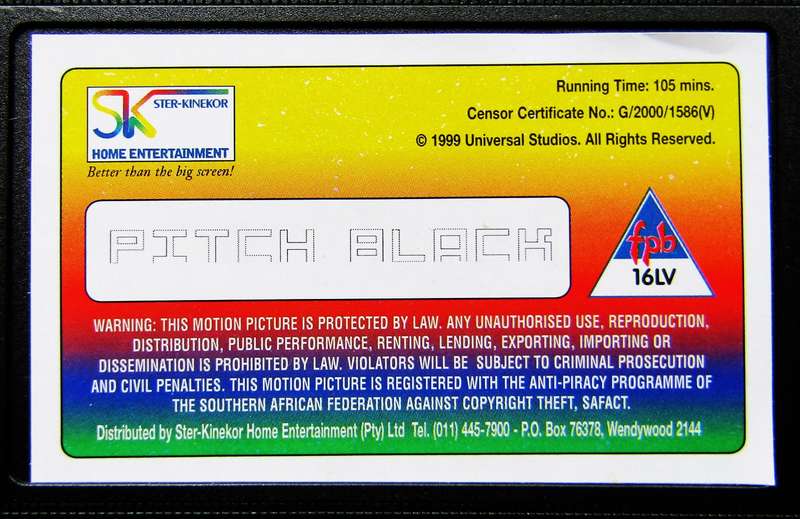 SK STER-KINEKOR
HOME ENTERTAINMENT
Better than the big screen!
Running Time: 105 mins.
Censor Certificate No.: G/2000/1586(V)
© 1999 Universal Studios. All Rights Reserved.
PITCH BLACK
fpb
16LV
WARNING: THIS MOTION PICTURE IS PROTECTED BY LAW. ANY UNAUTHORISED USE, REPRODUCTION,
DISTRIBUTION, PUBLIC PERFORMANCE, RENTING, LENDING, EXPORTING, IMPORTING OR
DISSEMINATION IS PROHIBITED BY LAW. VIOLATORS WILL BE SUBJECT TO CRIMINAL PROSECUTION
AND CIVIL PENALTIES. THIS MOTION PICTURE IS REGISTERED WITH THE ANTI-PIRACY PROGRAMME OF
THE SOUTHERN AFRICAN FEDERATION AGAINST COPYRIGHT THEFT, SAFACT.
Distributed by Ster-Kinekor Home Entertainment (Pty) Ltd Tel. (011) 445-7900 - P.O. Box 76378, Wendywood 2144